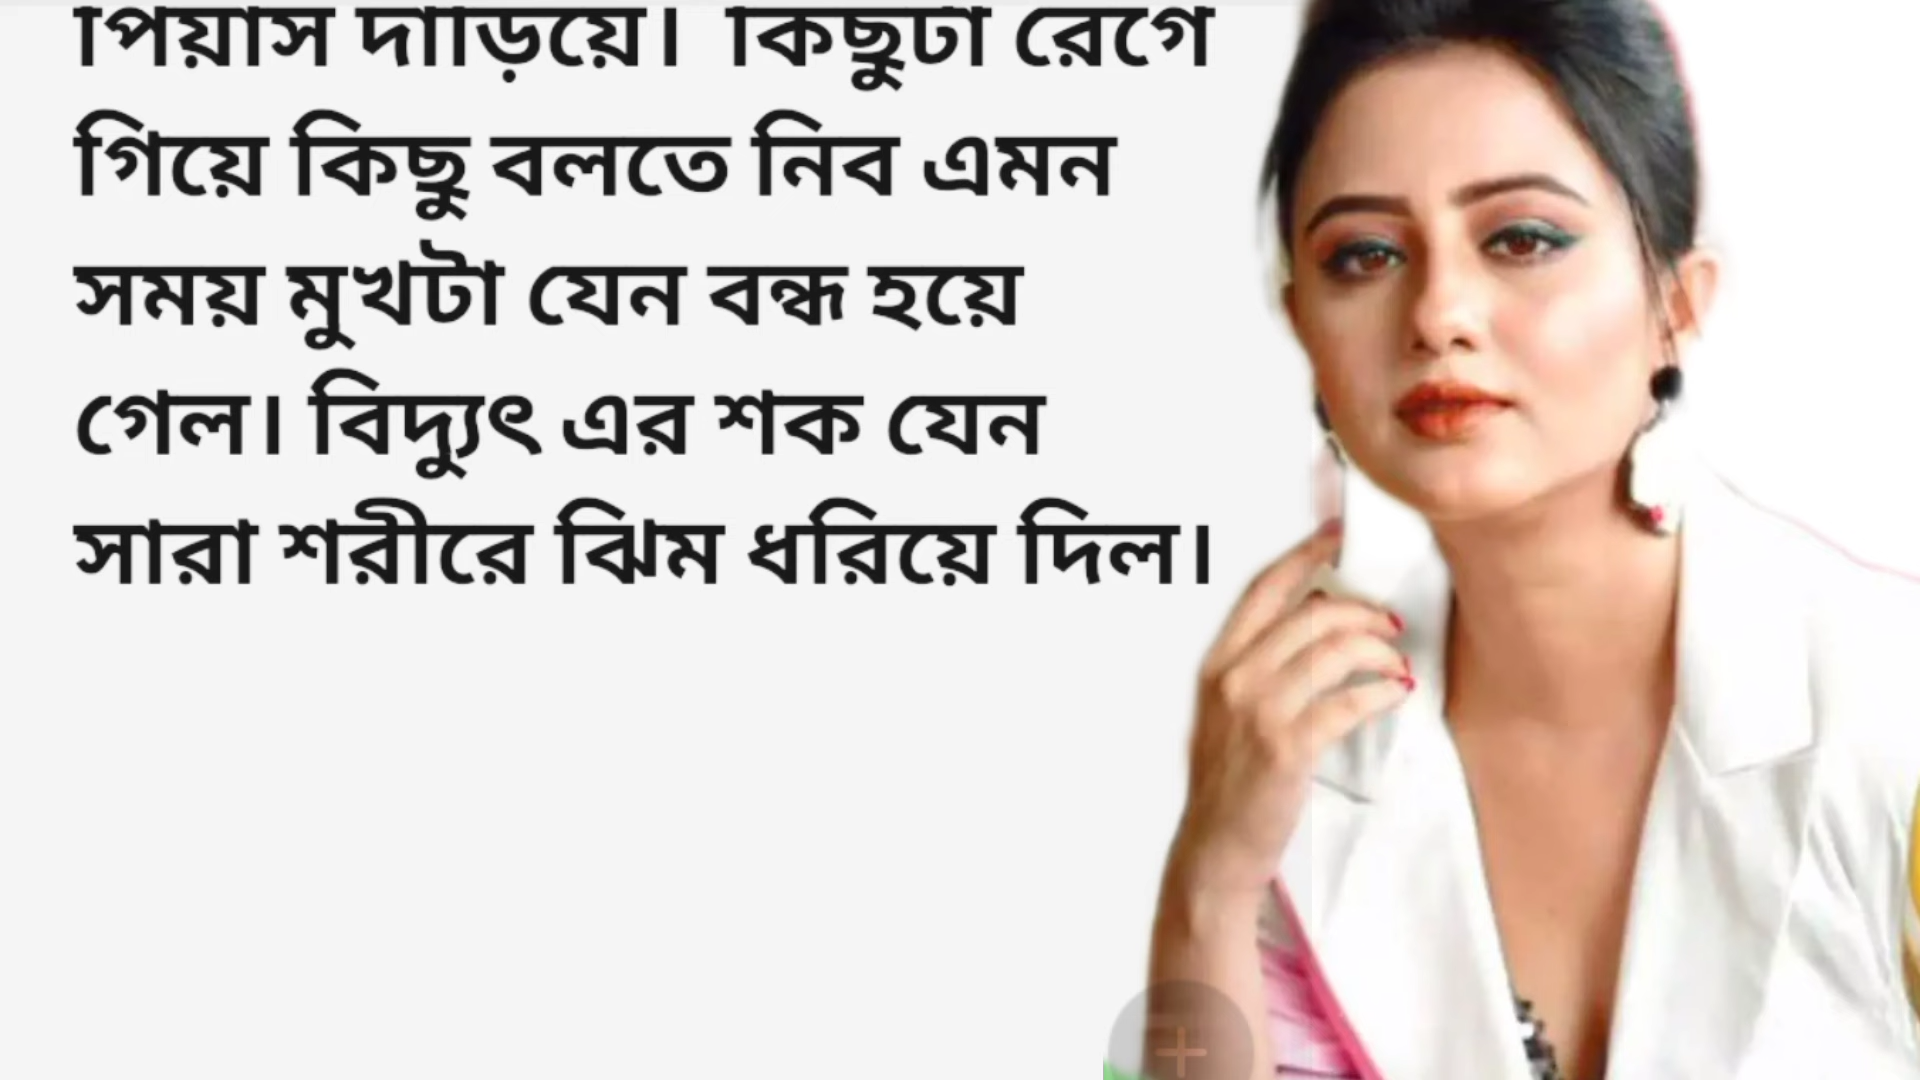 পিয়াস দাাড়িয়ে। কিছুটা রেগে
গিয়ে কিছু বলতে নিব এমন
সময় মুখটা যেন বন্ধ হয়ে
গেল। বিদ্যুৎ এর শক যেন
সারা শরীরে ঝিম ধরিয়ে দিল।